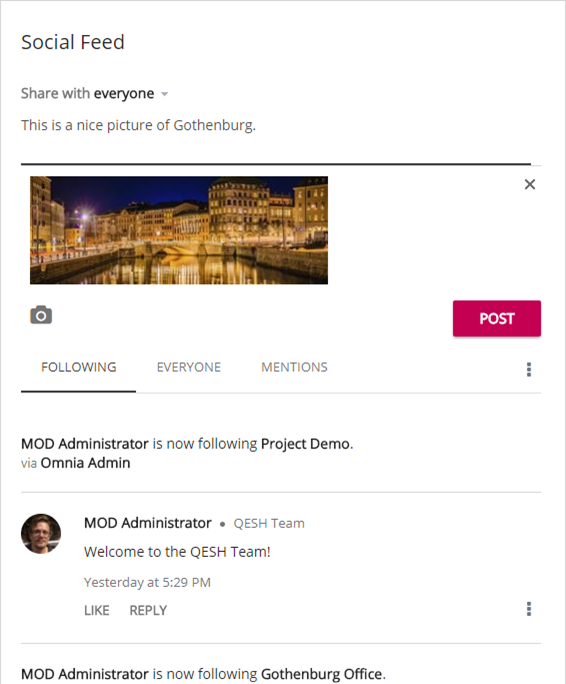 Social Feed
Share with everyone
This is a nice picture of Gothenburg.
POST
FOLLOWING EVERYONE MENTIONS
MOD Administrator is now following Project Demo.
via Omnia Admin
MOD Administrator • QESH Team
Welcome to the QESH Team!
Yesterday at 5:29 PM
LIKE REPLY
MOD Administrator is now following Gothenburg Office.